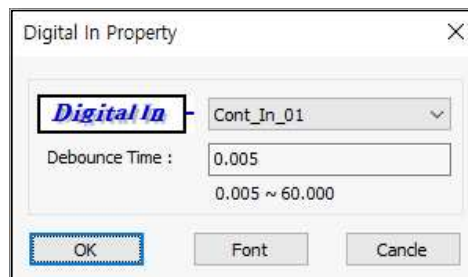 Digital In Property
Digital In
Cont_In_01
Debounce Time :
0.005
0.005 ~ 60.000
OK
Font
Cancle